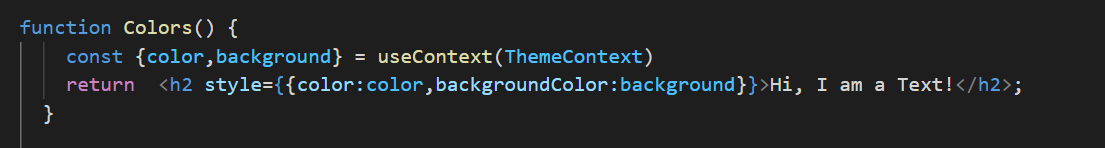 function Colors() {
const {color,background} = useContext(ThemeContext)
return  <h2 style={{color:color,backgroundColor:background}}>Hi, I am a Text!</h2>;
}